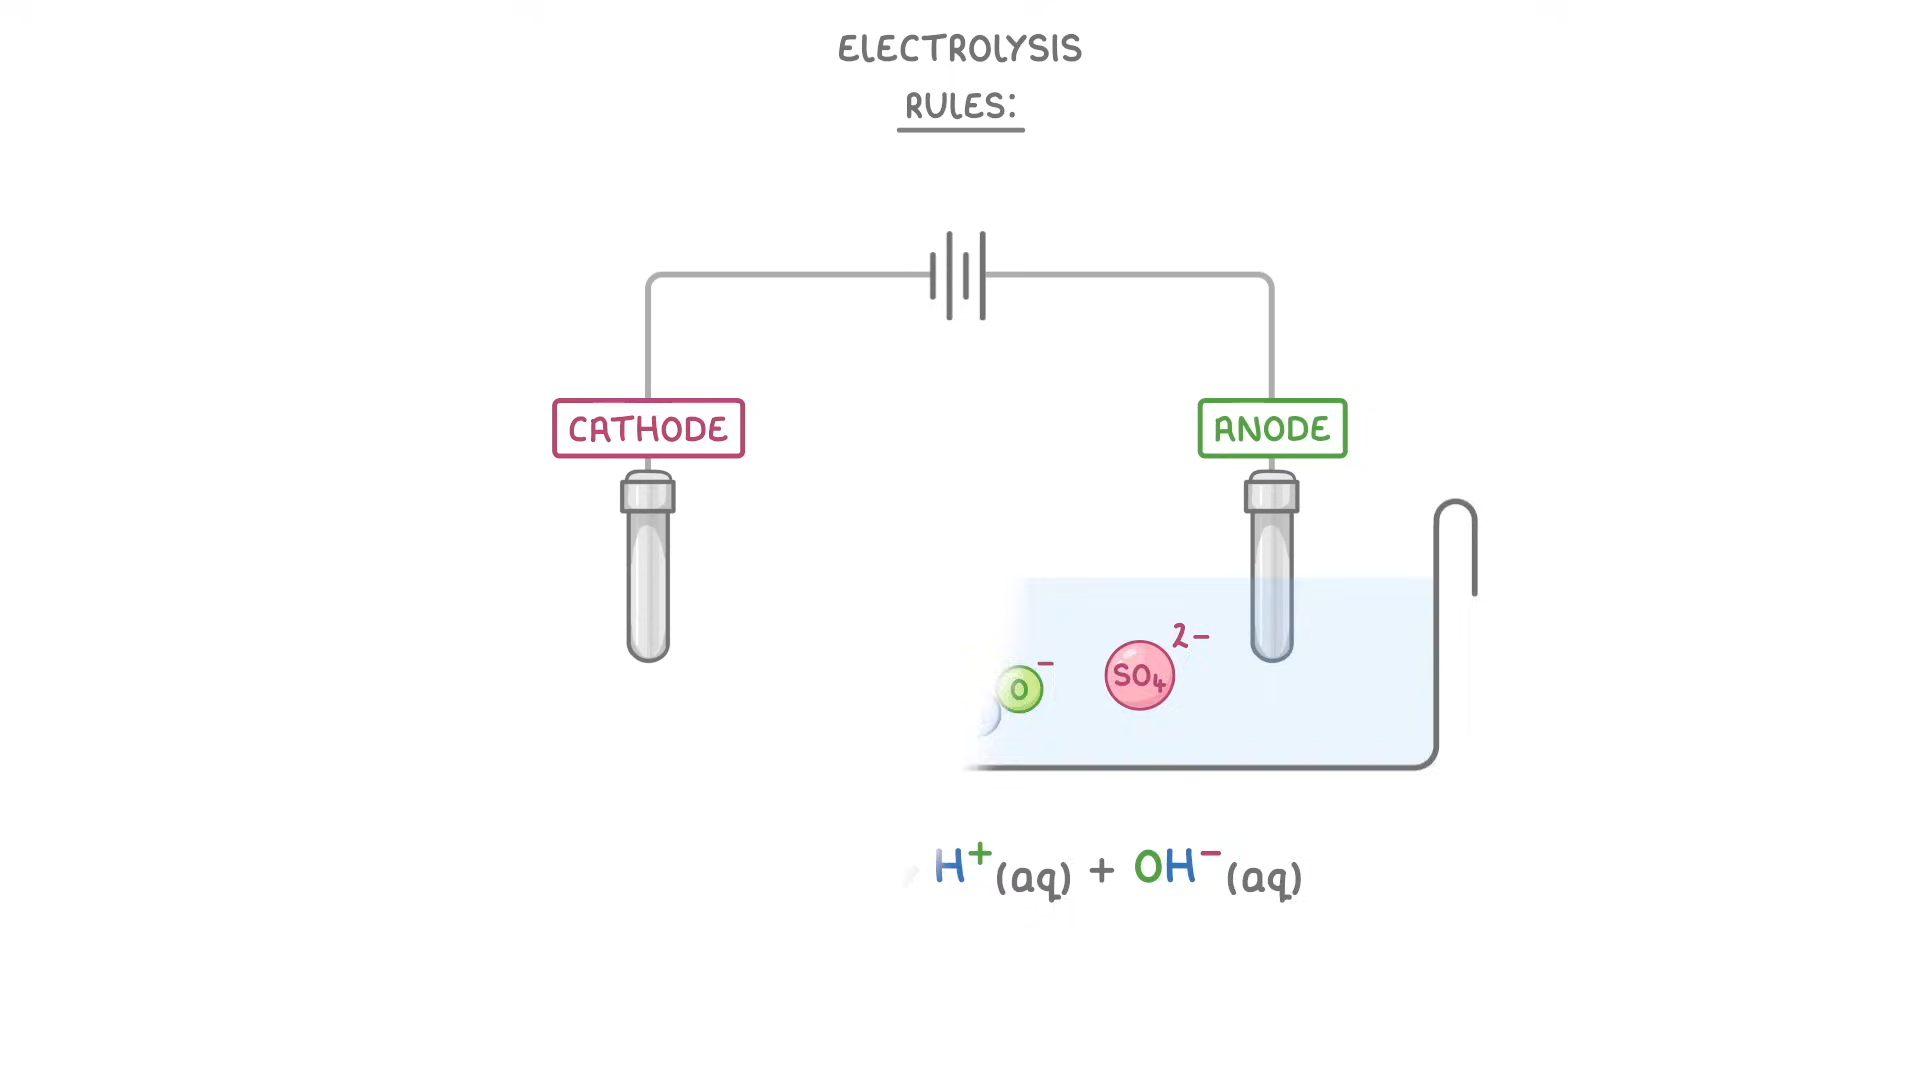 ELECTROLYSIS
RULES:
CATHODE
ANODE
O⁻
SO₄²⁻
H⁺(aq) + OH⁻(aq)